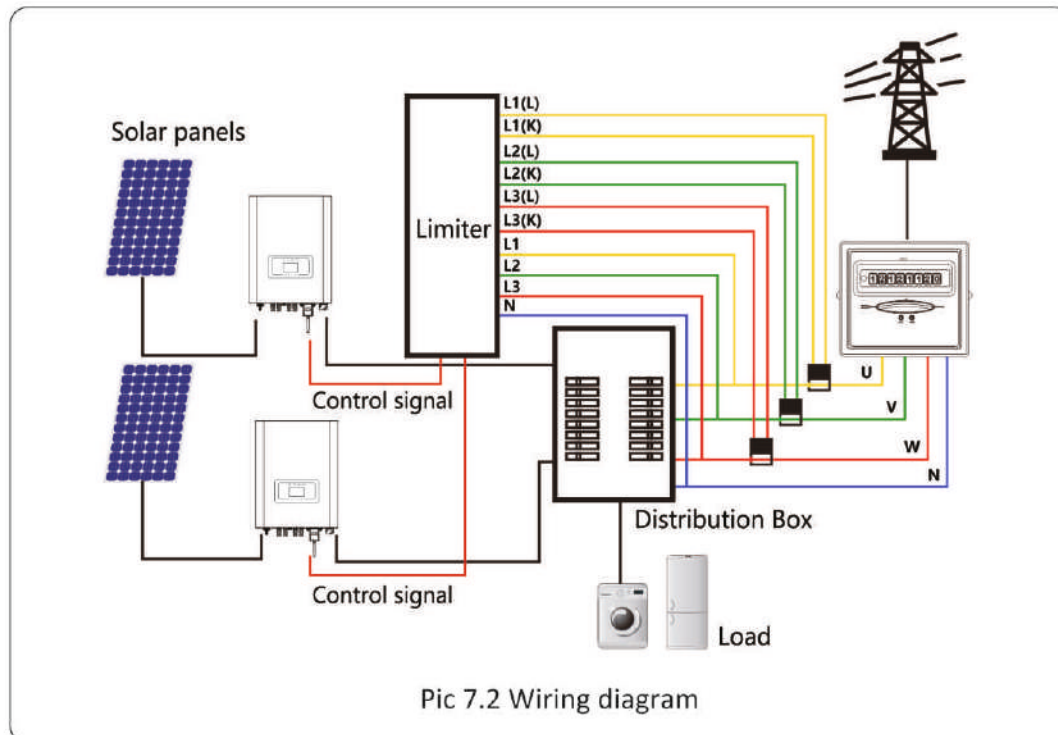 Solar panels
Limiter
L1(L)
L1(K)
L2(L)
L2(K)
L3(L)
L3(K)
L1
L2
L3
N
U
V
W
N
Control signal
Control signal
Distribution Box
Load
Pic 7.2 Wiring diagram